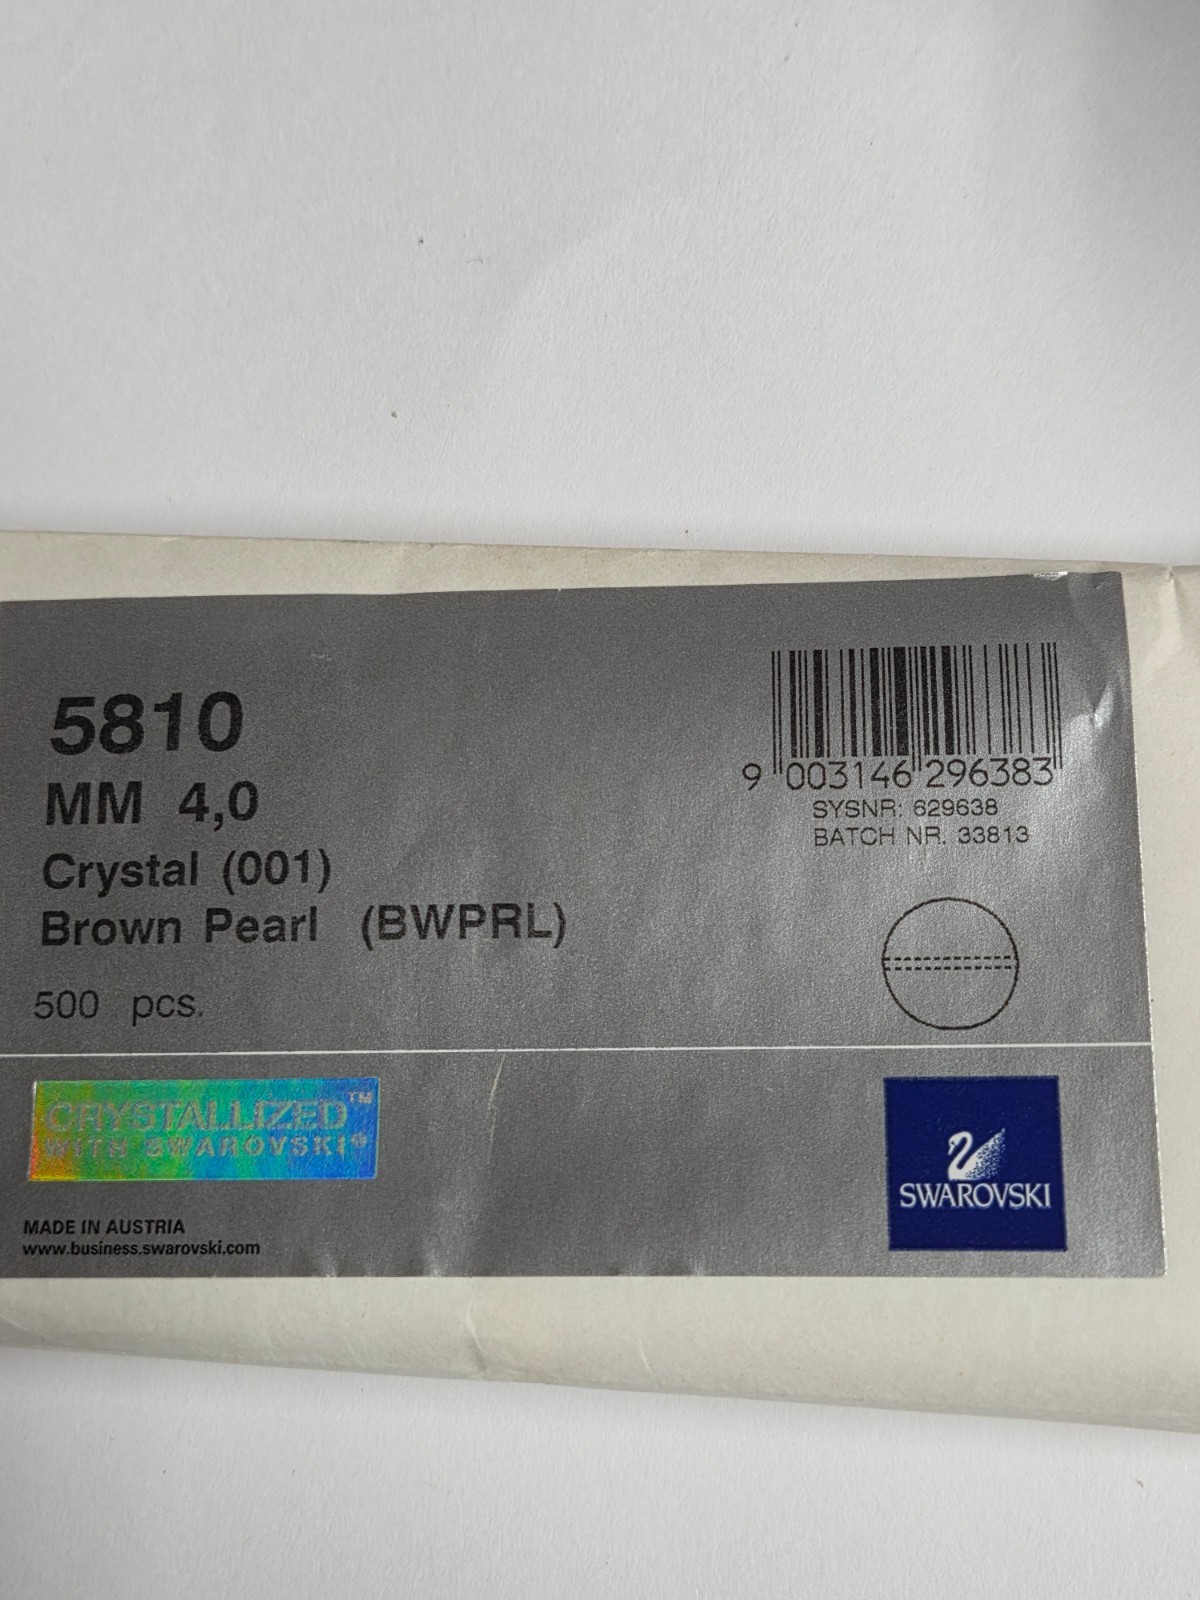 5810
MM 4,0
Crystal (001)
Brown Pearl (BWPRL)
500 pcs.
9 003146 296383
SYSNR: 629638
BATCH NR. 33813
CRYSTALLIZED™
WITH SWAROVSKI®
MADE IN AUSTRIA
www.business.swarovski.com
SWAROVSKI